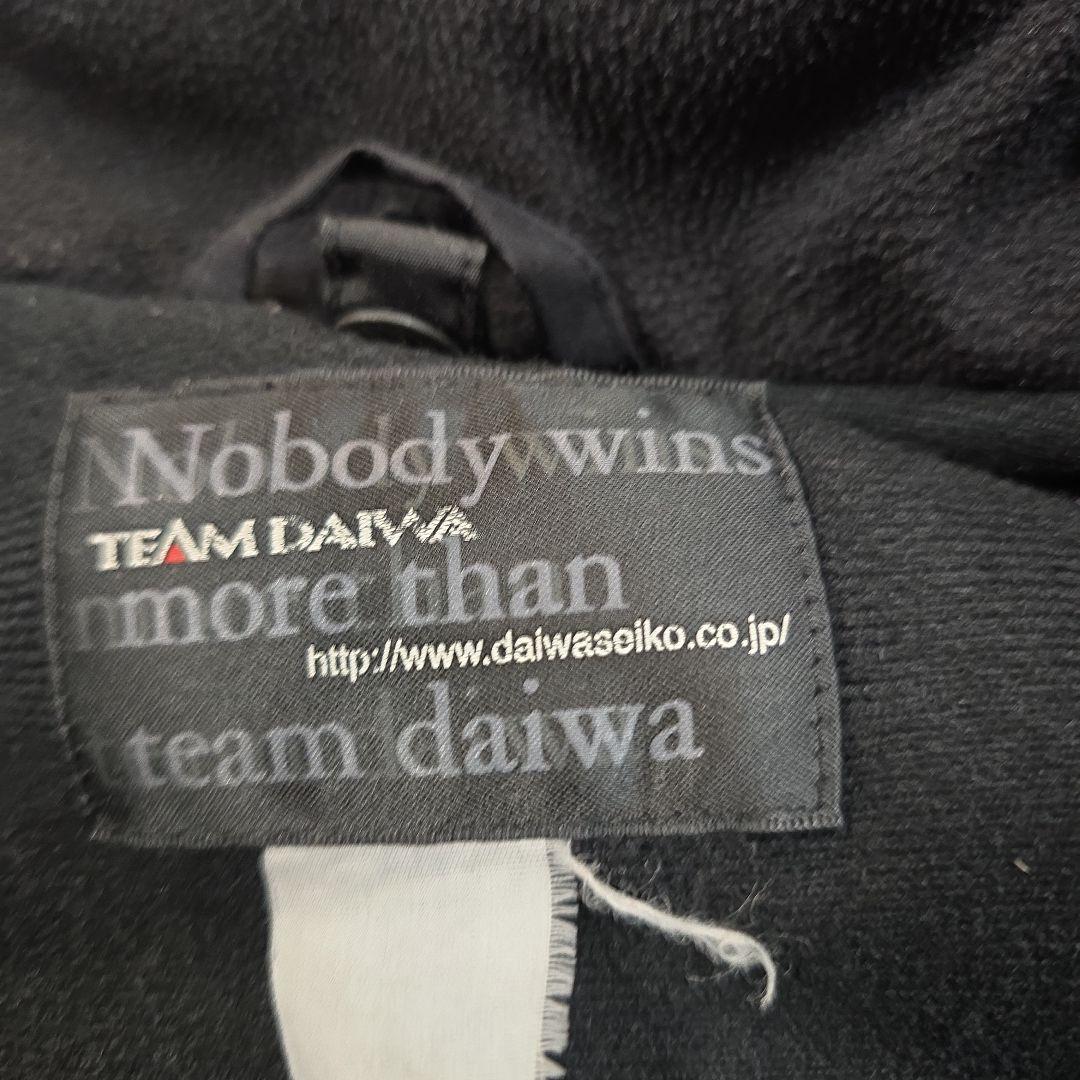 Nobody wins
TEAM DAIWA
more than
http://www.daiwaseiko.co.jp/
team daiwa